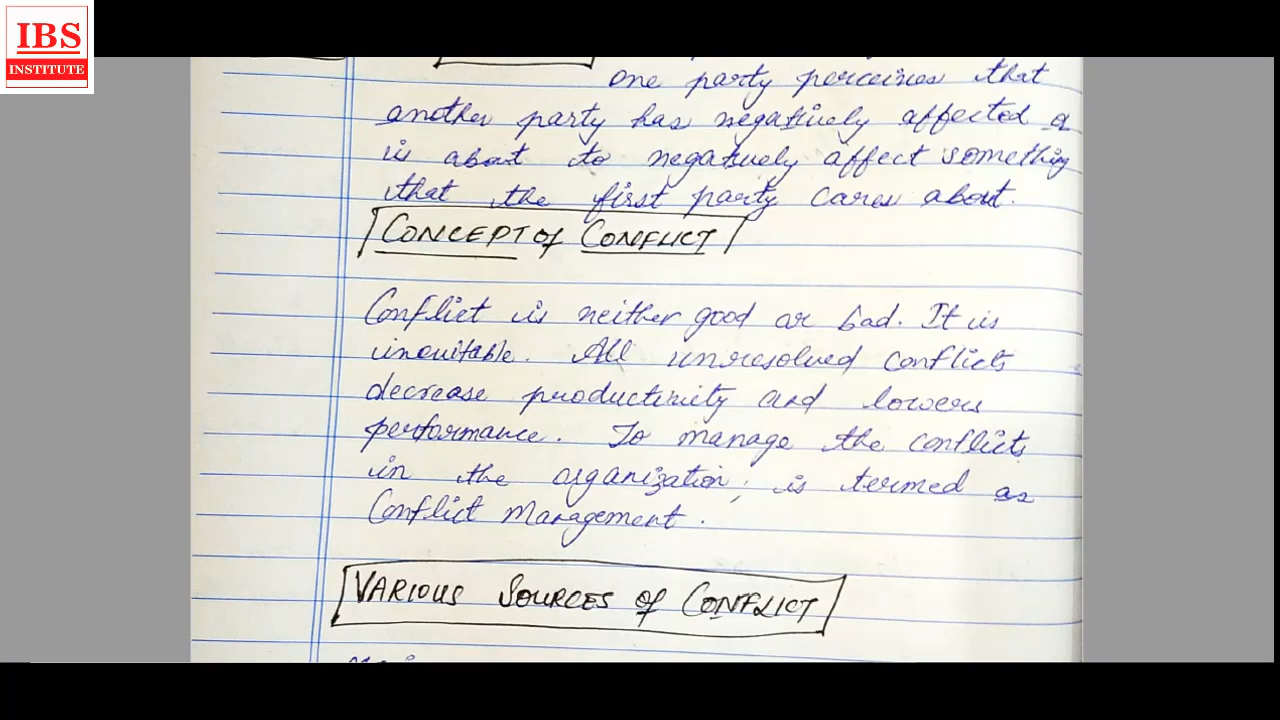 IBS
INSTITUTE
one party perceives that
another party has negatively affected or
is about to negatively affect something
that the first party cares about.
CONCEPT of CONFLICT
Conflict is neither good or bad. It is
inevitable. All unresolved conflicts
decrease productivity and lowers
performance. To manage the conflicts
in the organization, is termed as
Conflict Management.
VARIOUS SOURCES of CONFLICT